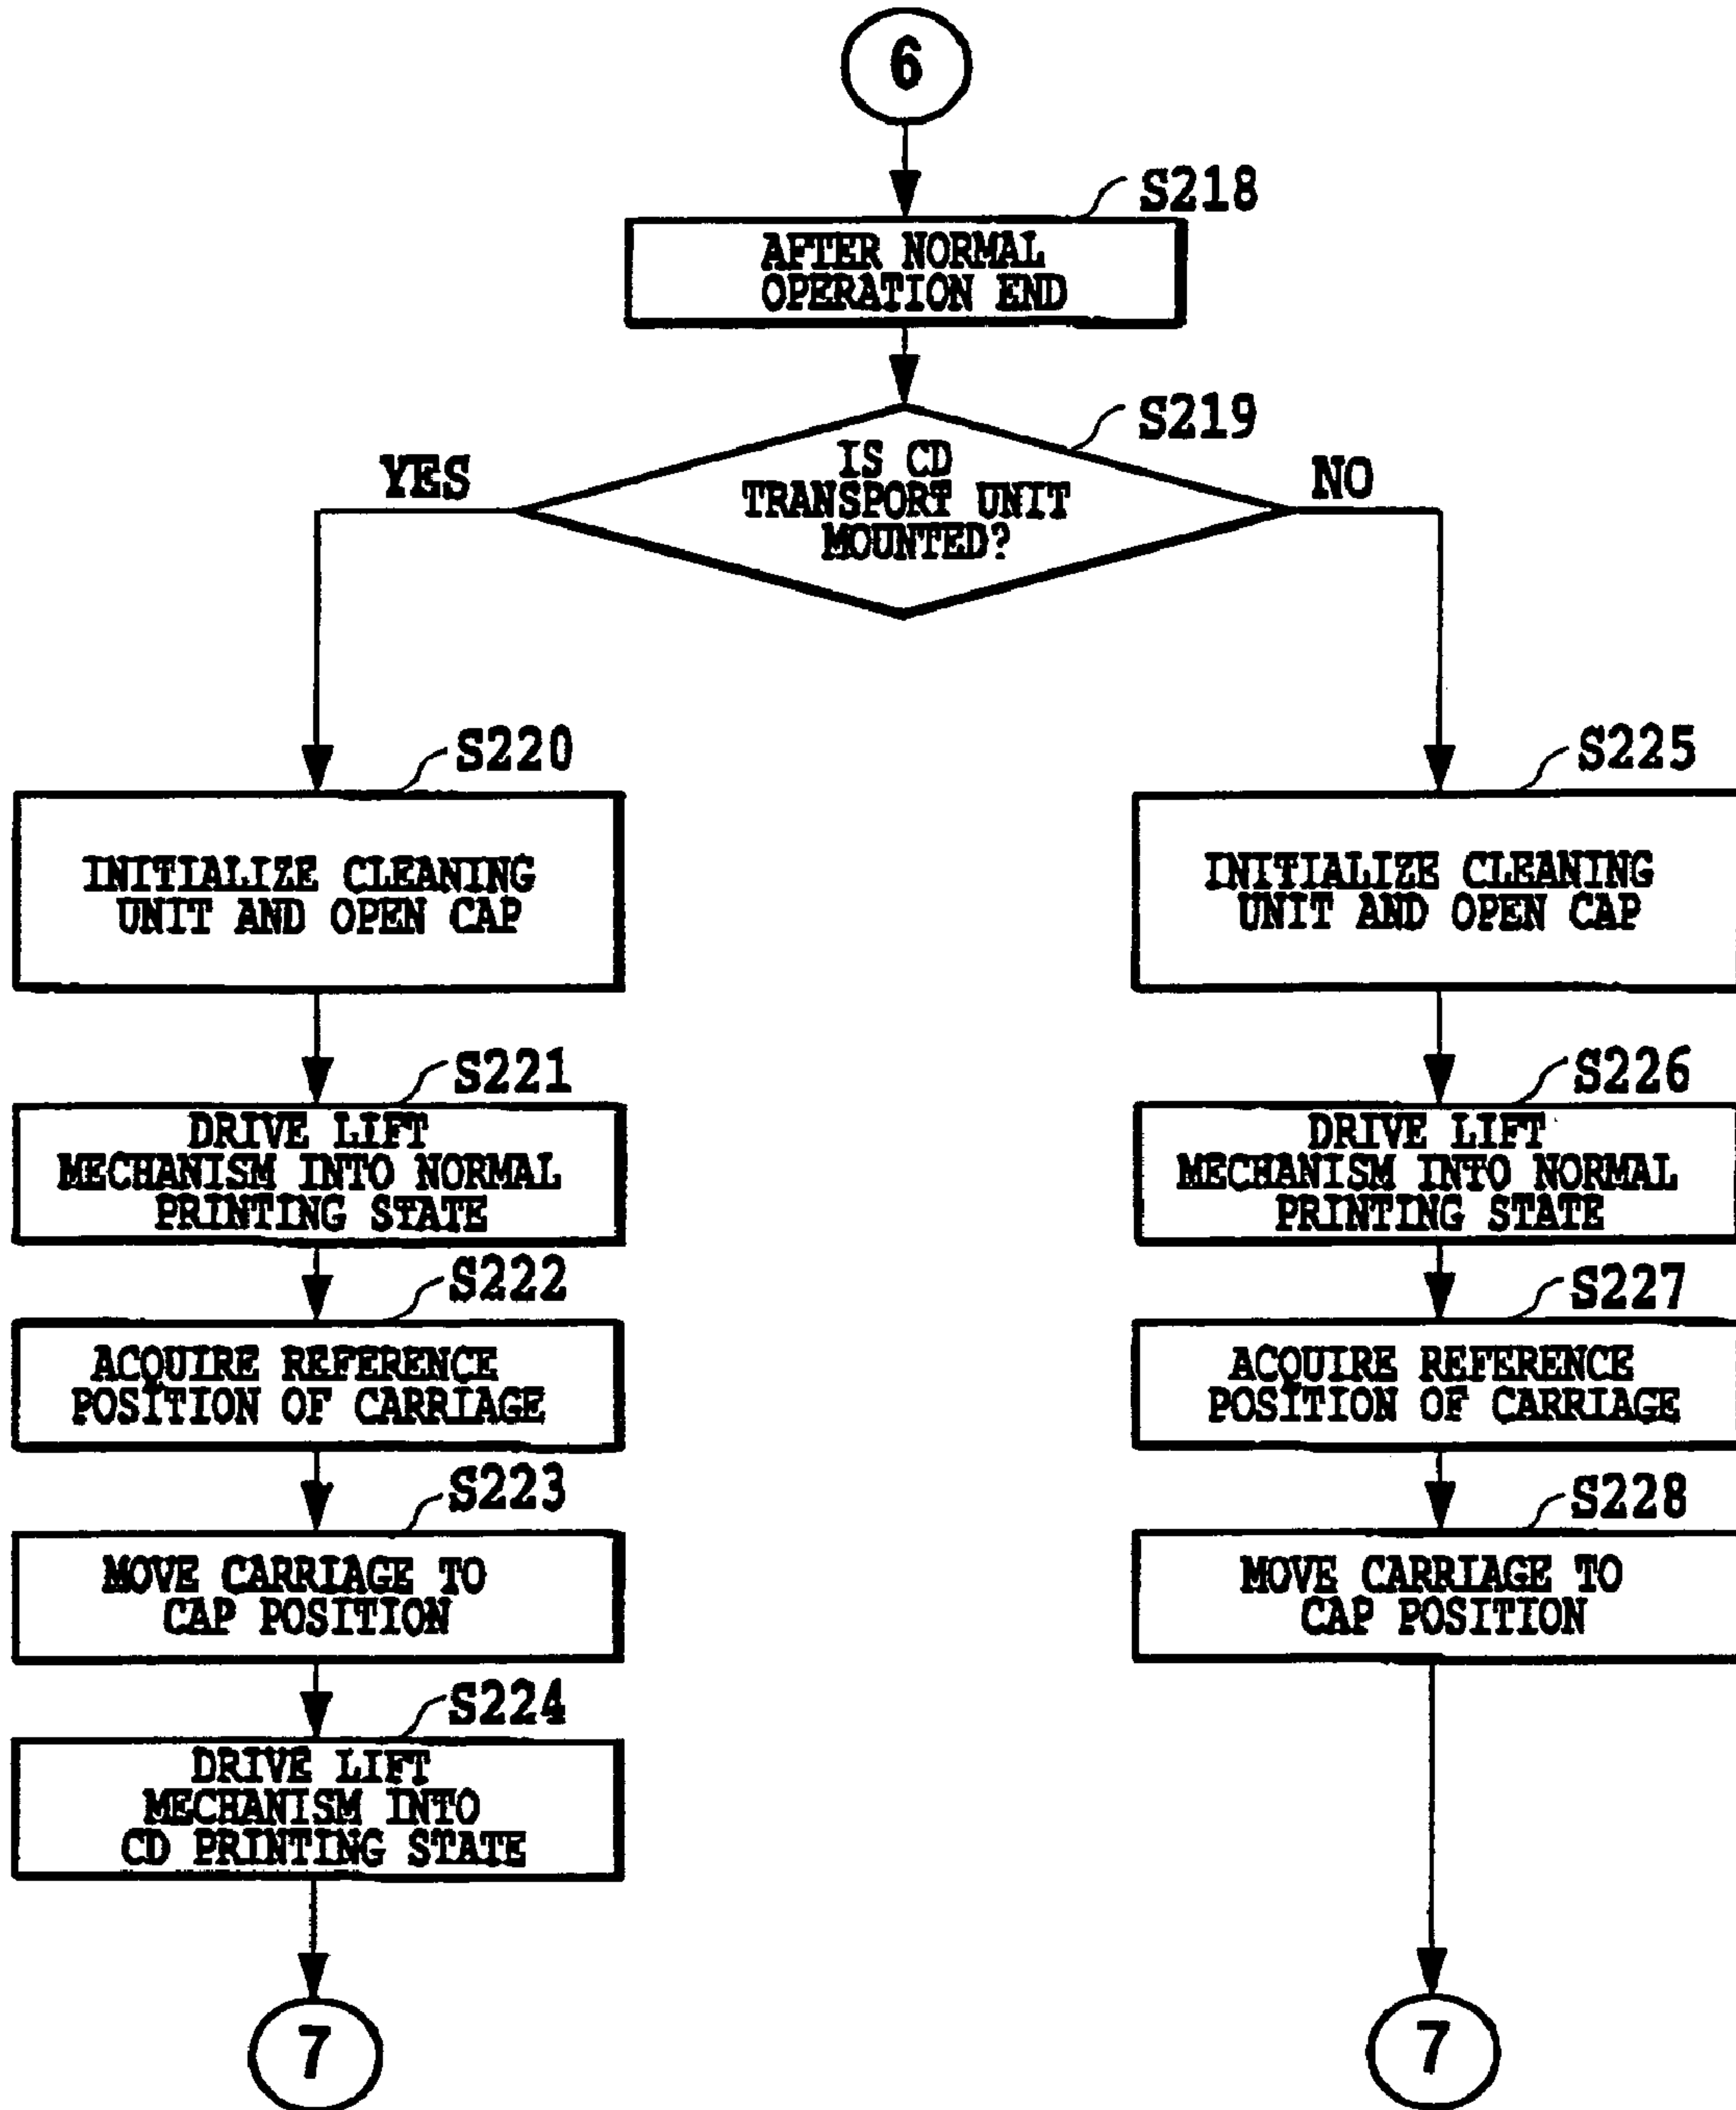 6
S218
AFTER NORMAL
OPERATION END
S219
IS CD
TRANSPORT UNIT
MOUNTED?
YES
NO
S220
INITIALIZE CLEANING
UNIT AND OPEN CAP
S221
DRIVE LIFT
MECHANISM INTO NORMAL
PRINTING STATE
S222
ACQUIRE REFERENCE
POSITION OF CARRIAGE
S223
MOVE CARRIAGE TO
CAP POSITION
S224
DRIVE LIFT
MECHANISM INTO
CD PRINTING STATE
7
S225
INITIALIZE CLEANING
UNIT AND OPEN CAP
S226
DRIVE LIFT
MECHANISM INTO NORMAL
PRINTING STATE
S227
ACQUIRE REFERENCE
POSITION OF CARRIAGE
S228
MOVE CARRIAGE TO
CAP POSITION
7